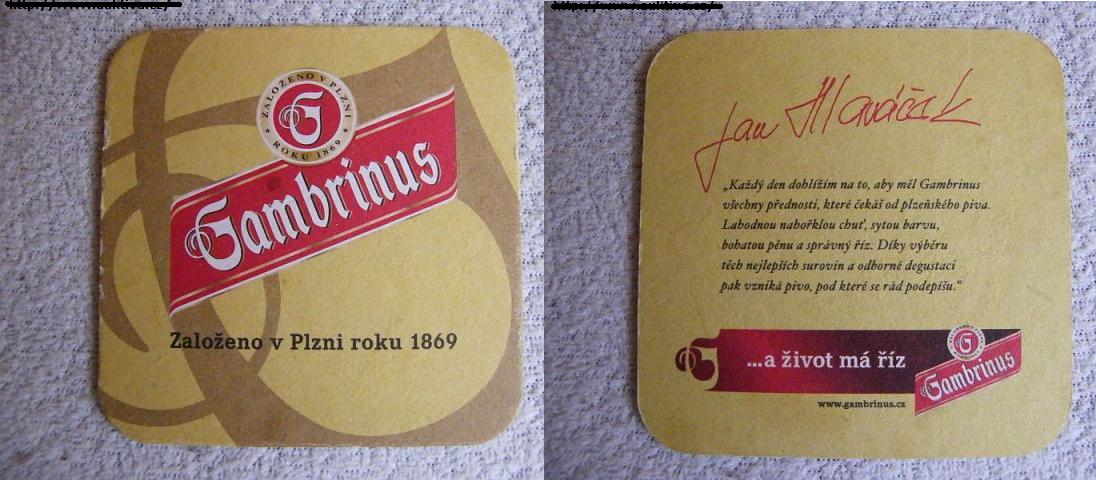 ZALOŽENO V PLZNI
ROKU 1869
Gambrinus
Založeno v Plzni roku 1869
Jan Hlaváček
„Každý den dohlížím na to, aby měl Gambrinus
všechny přednosti, které čekáš od plzeňského piva.
Lahodnou nahořklou chuť, sytou barvu,
bohatou pěnu a správný říz. Díky výběru
těch nejlepších surovin a odborné degustaci
pak vzniká pivo, pod které se rád podepíšu.“
...a život má říz
Gambrinus
www.gambrinus.cz